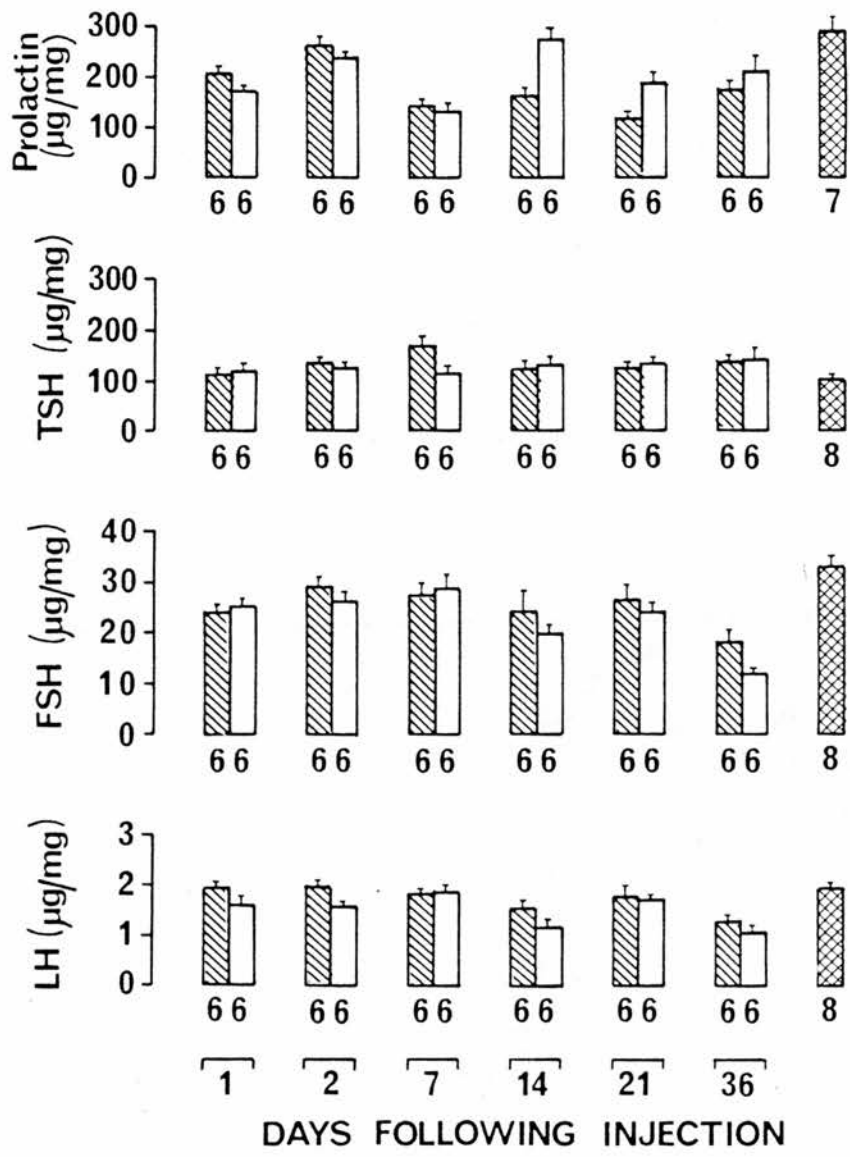 Prolactin
(µg/mg)
300
200
100
0
6 6 6 6 6 6 6 6 6 6 6 6 7
TSH (µg/mg)
300
200
100
0
6 6 6 6 6 6 6 6 6 6 6 6 8
FSH (µg/mg)
40
30
20
10
0
6 6 6 6 6 6 6 6 6 6 6 6 8
LH (µg/mg)
3
2
1
0
6 6 6 6 6 6 6 6 6 6 6 6 8
1 2 7 14 21 36
DAYS FOLLOWING INJECTION